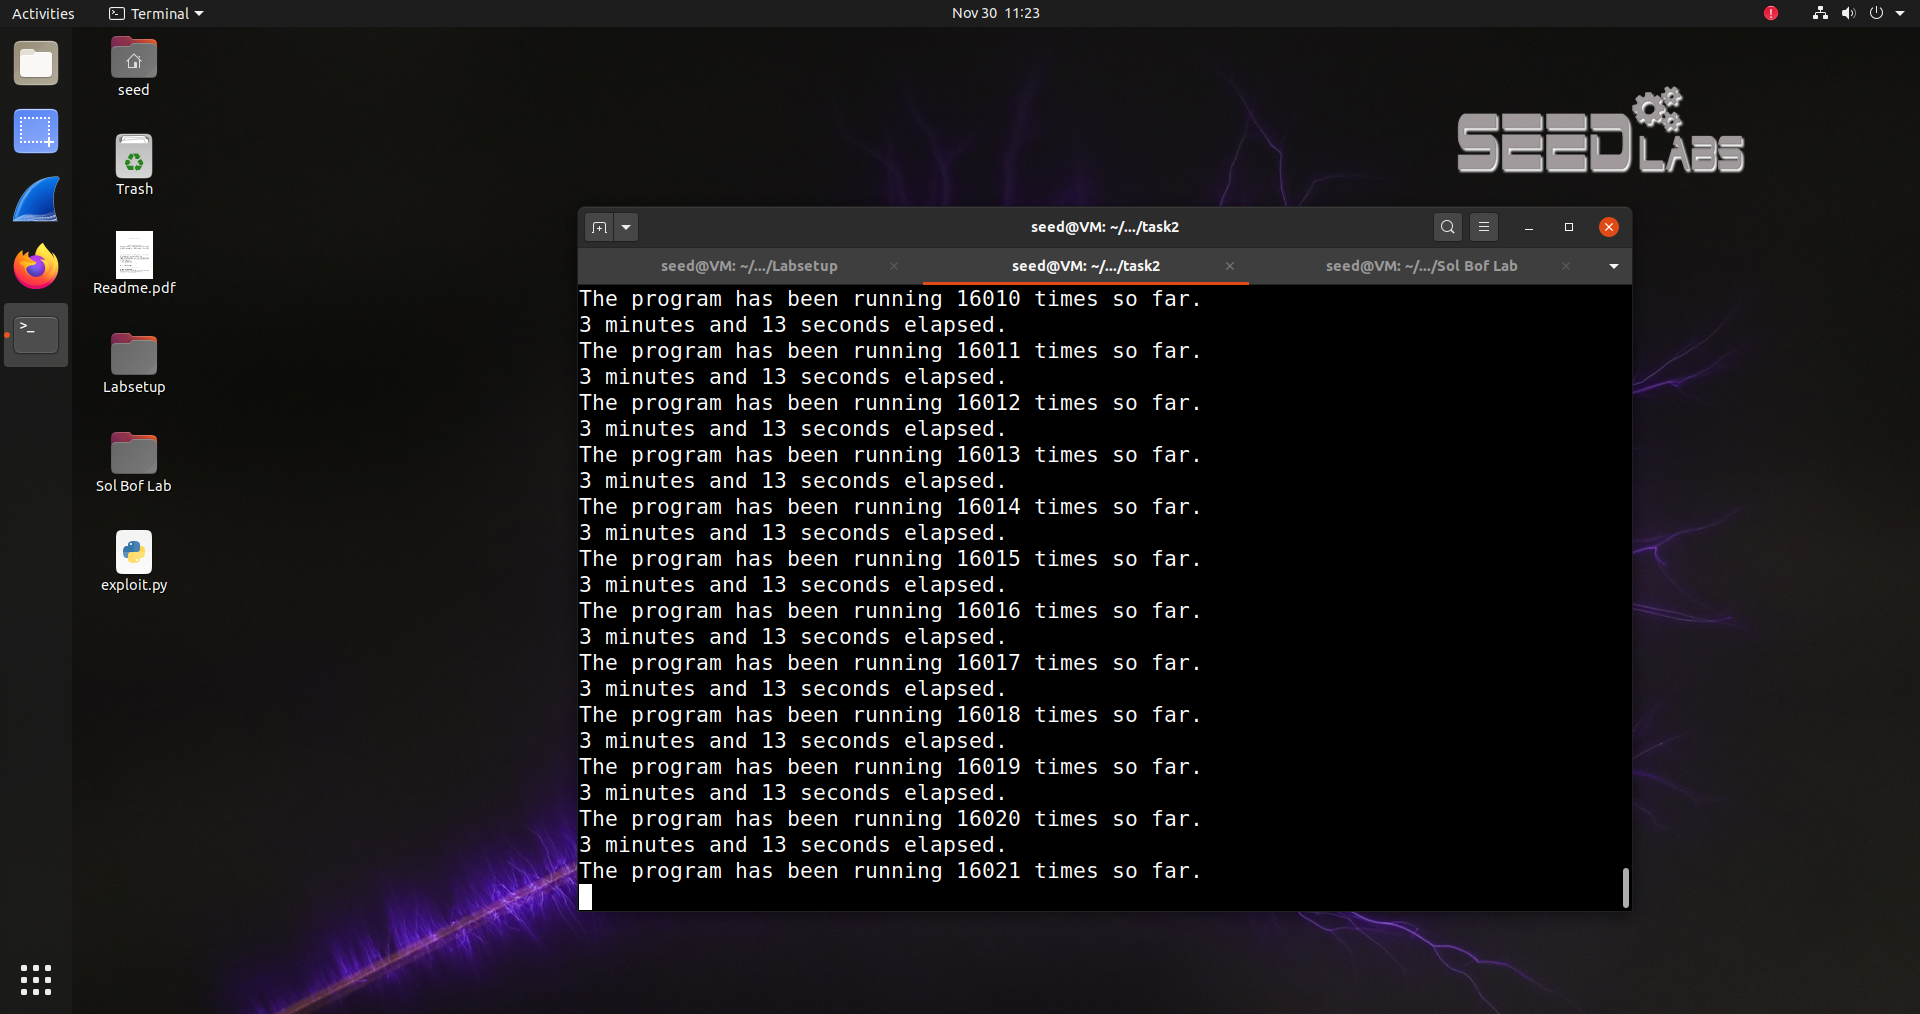 Activities
Terminal
Nov 30 11:23
seed
Trash
Readme.pdf
Labsetup
Sol Bof Lab
exploit.py
SEED LABS
seed@VM: ~/.../task2
seed@VM: ~/.../Labsetup
seed@VM: ~/.../task2
seed@VM: ~/.../Sol Bof Lab
The program has been running 16010 times so far.
3 minutes and 13 seconds elapsed.
The program has been running 16011 times so far.
3 minutes and 13 seconds elapsed.
The program has been running 16012 times so far.
3 minutes and 13 seconds elapsed.
The program has been running 16013 times so far.
3 minutes and 13 seconds elapsed.
The program has been running 16014 times so far.
3 minutes and 13 seconds elapsed.
The program has been running 16015 times so far.
3 minutes and 13 seconds elapsed.
The program has been running 16016 times so far.
3 minutes and 13 seconds elapsed.
The program has been running 16017 times so far.
3 minutes and 13 seconds elapsed.
The program has been running 16018 times so far.
3 minutes and 13 seconds elapsed.
The program has been running 16019 times so far.
3 minutes and 13 seconds elapsed.
The program has been running 16020 times so far.
3 minutes and 13 seconds elapsed.
The program has been running 16021 times so far.